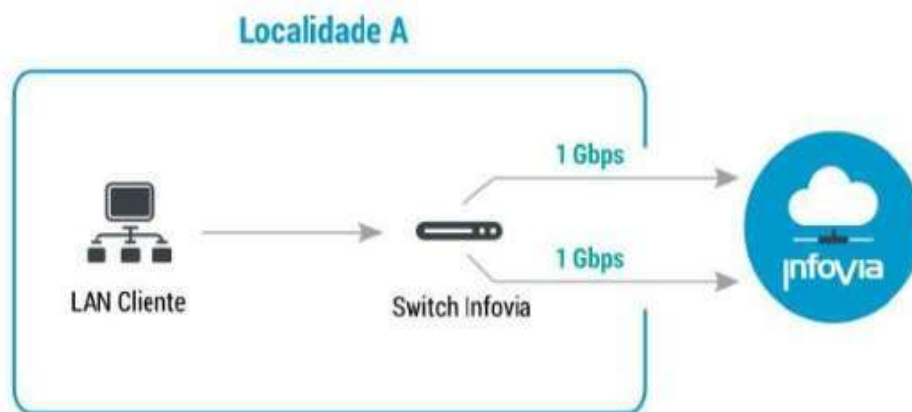 Localidade A
1 Gbps
LAN Cliente
Switch Infovia
1 Gbps
infovia